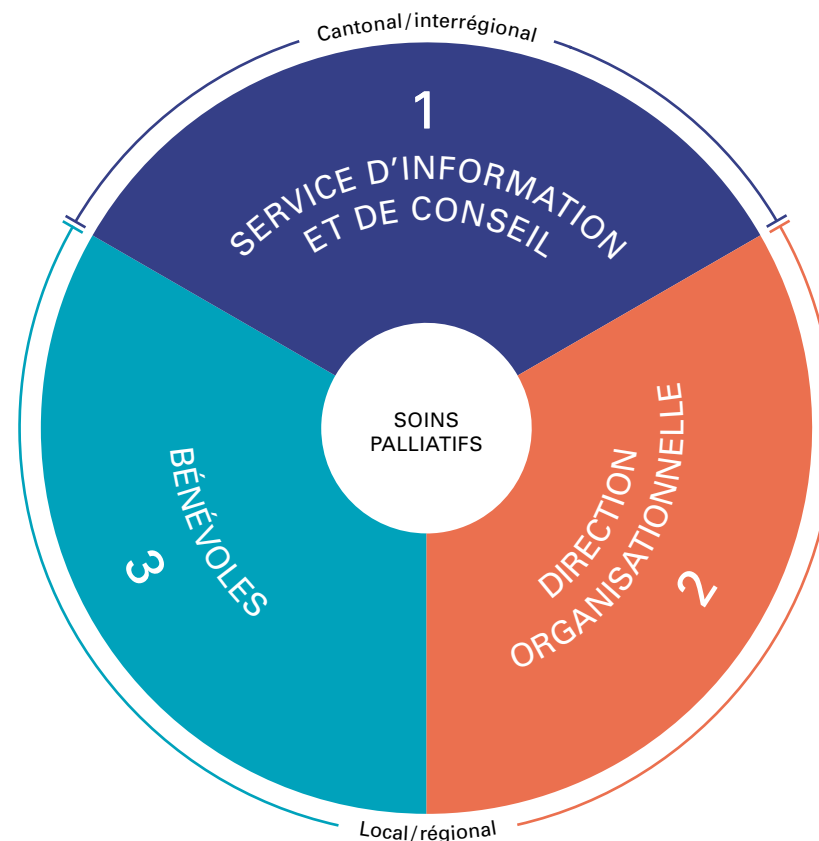 Cantonal/interrégional
1
SERVICE D’INFORMATION
ET DE CONSEIL
SOINS
PALLIATIFS
DIRECTION
ORGANISATIONNELLE
2
BÉNÉVOLES
3
Local/régional